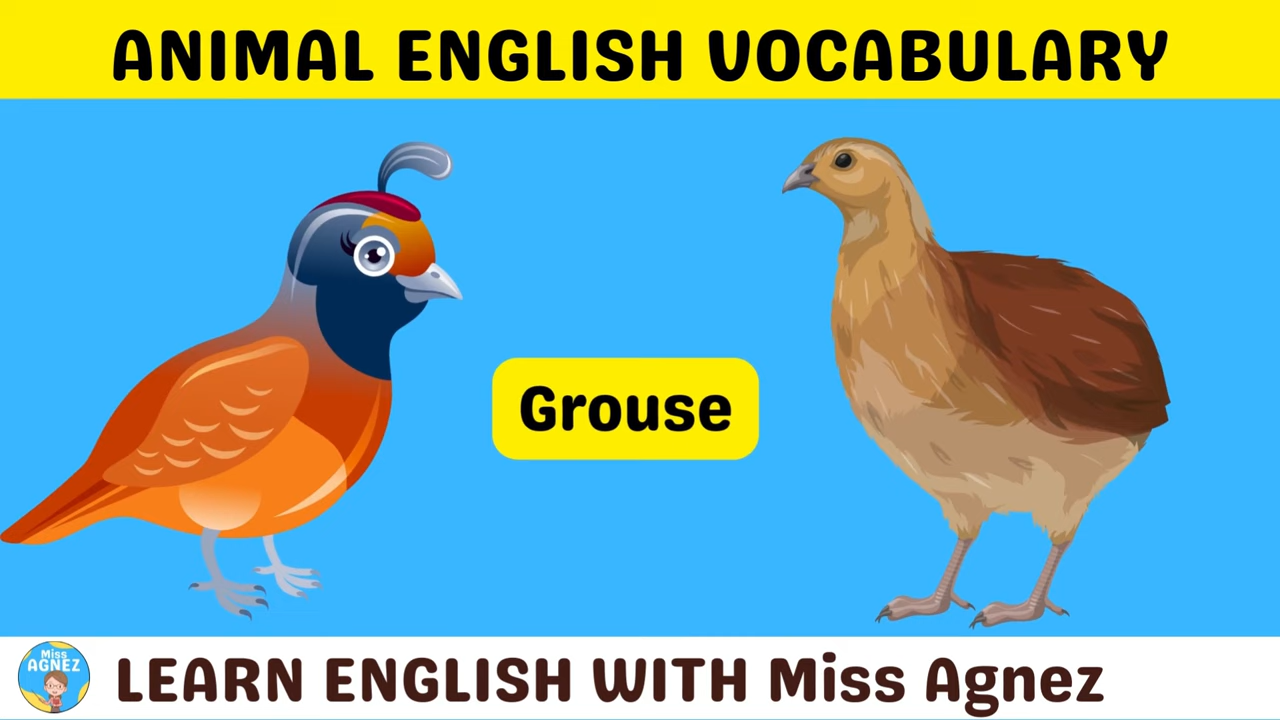 ANIMAL ENGLISH VOCABULARY
Grouse
Miss
AGNEZ
LEARN ENGLISH WITH Miss Agnez